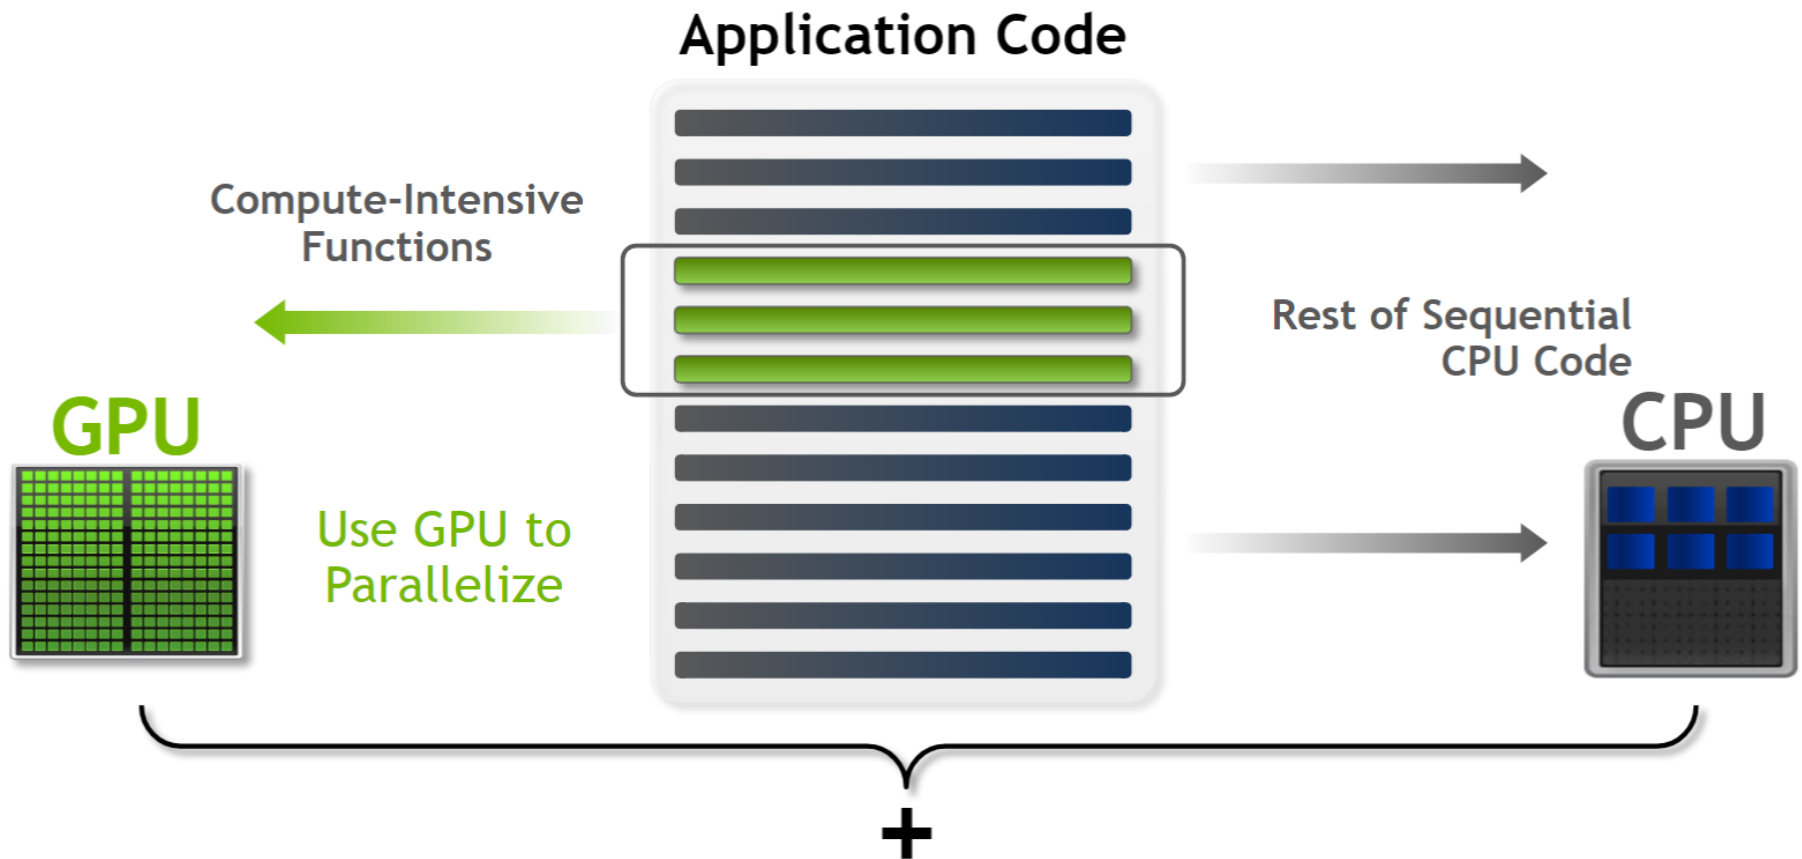 Application Code
Compute-Intensive
Functions
Rest of Sequential
CPU Code
GPU
CPU
Use GPU to
Parallelize
+